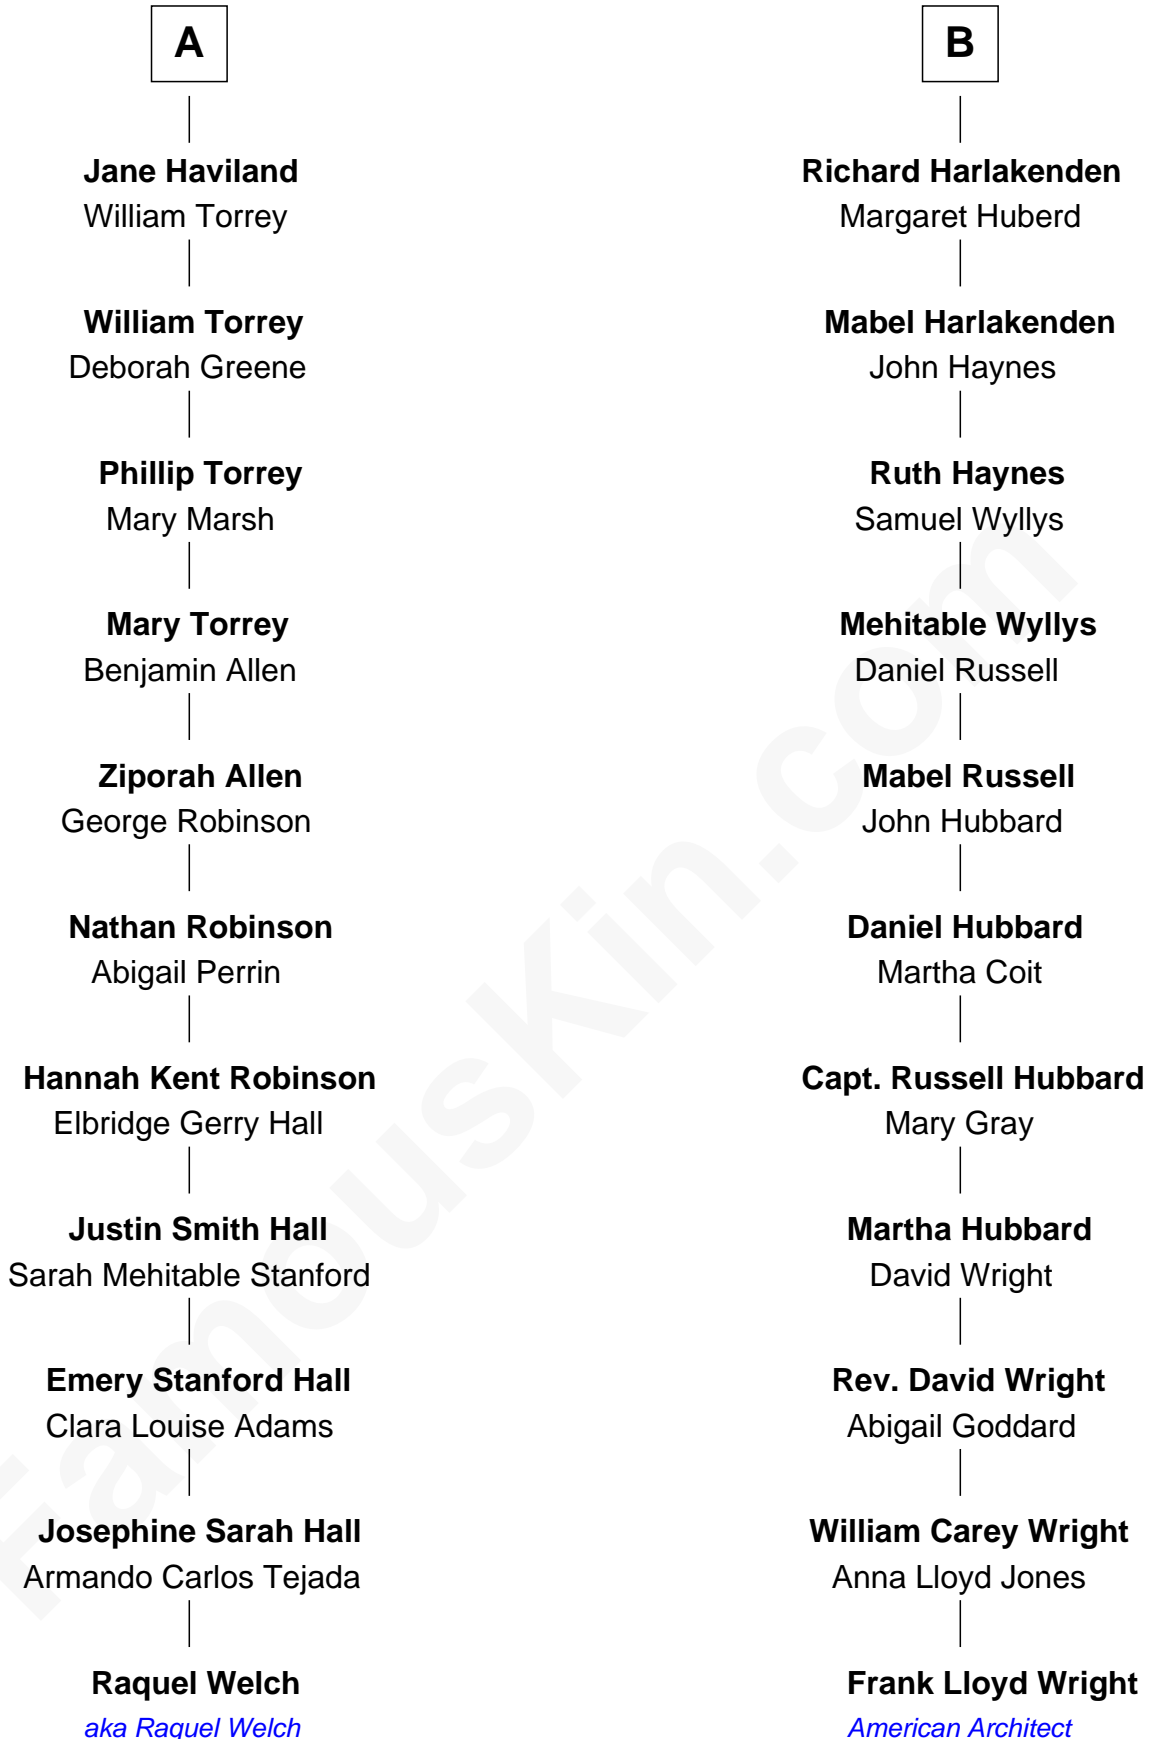 A
Jane Haviland
William Torrey
William Torrey
Deborah Greene
Phillip Torrey
Mary Marsh
Mary Torrey
Benjamin Allen
Ziporah Allen
George Robinson
Nathan Robinson
Abigail Perrin
Hannah Kent Robinson
Elbridge Gerry Hall
Justin Smith Hall
Sarah Mehitable Stanford
Emery Stanford Hall
Clara Louise Adams
Josephine Sarah Hall
Armando Carlos Tejada
Raquel Welch
aka Raquel Welch
B
Richard Harlakenden
Margaret Huberd
Mabel Harlakenden
John Haynes
Ruth Haynes
Samuel Wyllys
Mehitable Wyllys
Daniel Russell
Mabel Russell
John Hubbard
Daniel Hubbard
Martha Coit
Capt. Russell Hubbard
Mary Gray
Martha Hubbard
David Wright
Rev. David Wright
Abigail Goddard
William Carey Wright
Anna Lloyd Jones
Frank Lloyd Wright
American Architect
FamousKin.com